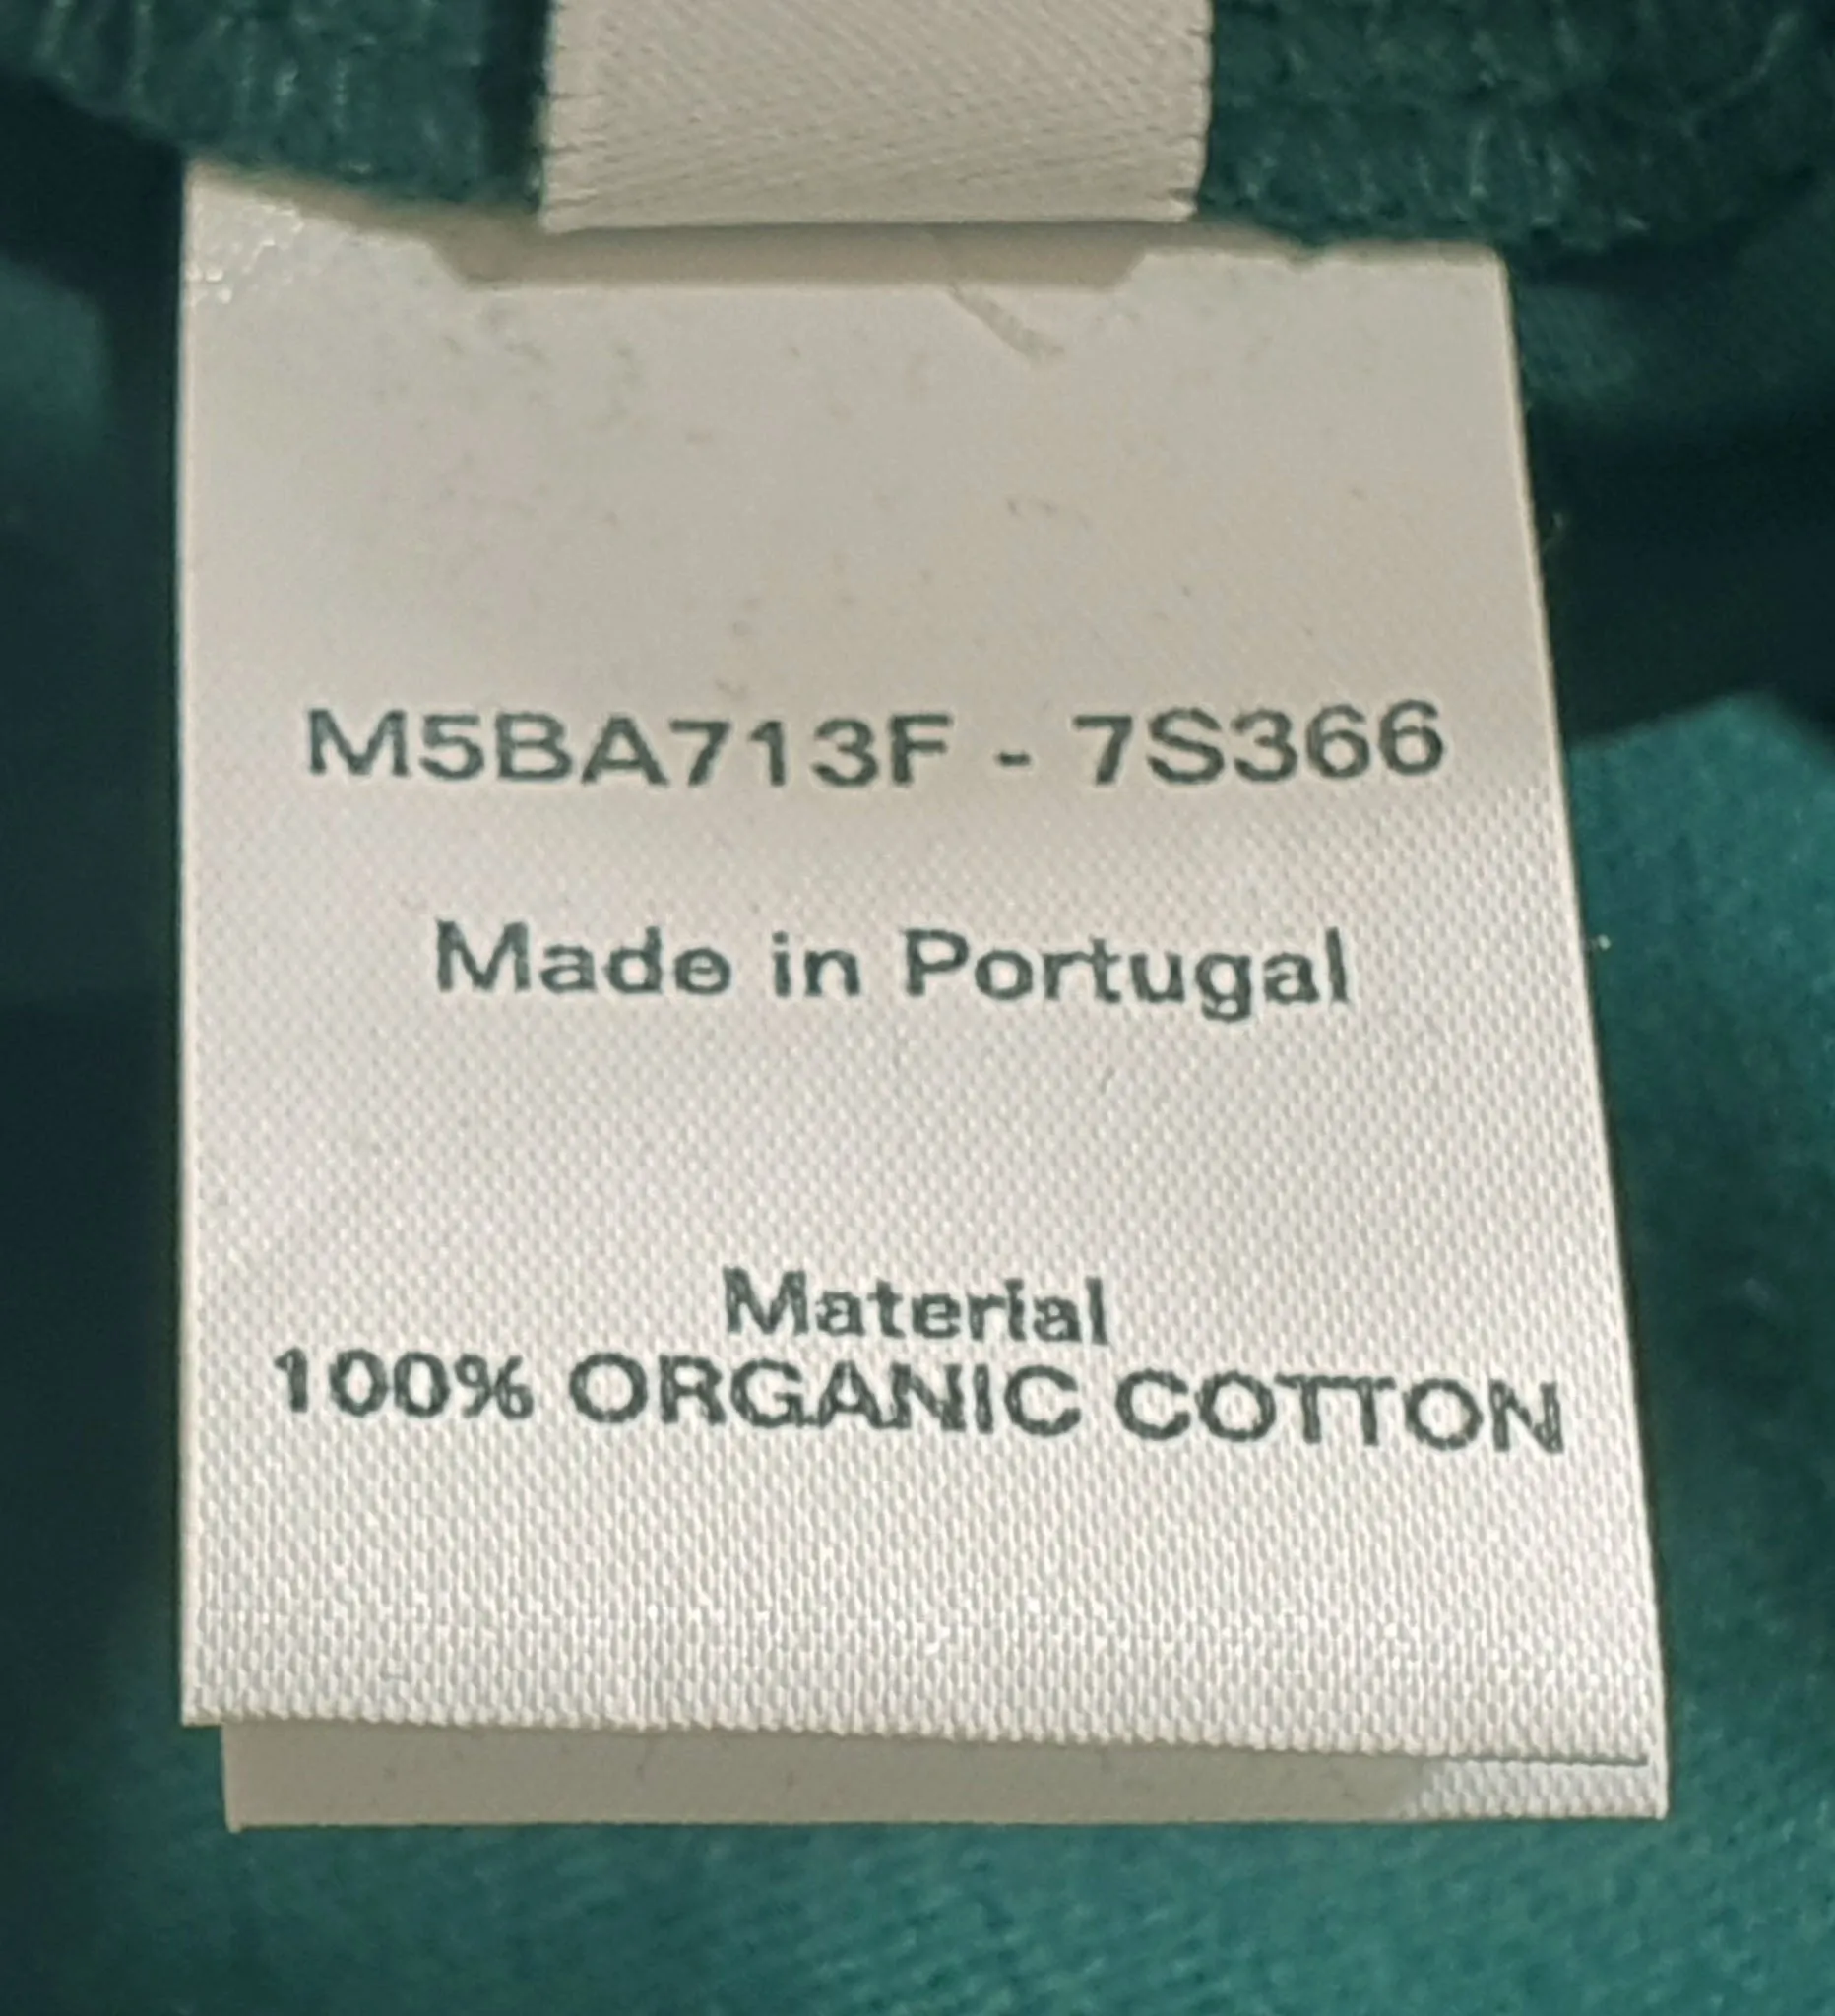 M5BA713F - 7S366
Made in Portugal
Material
100% ORGANIC COTTON